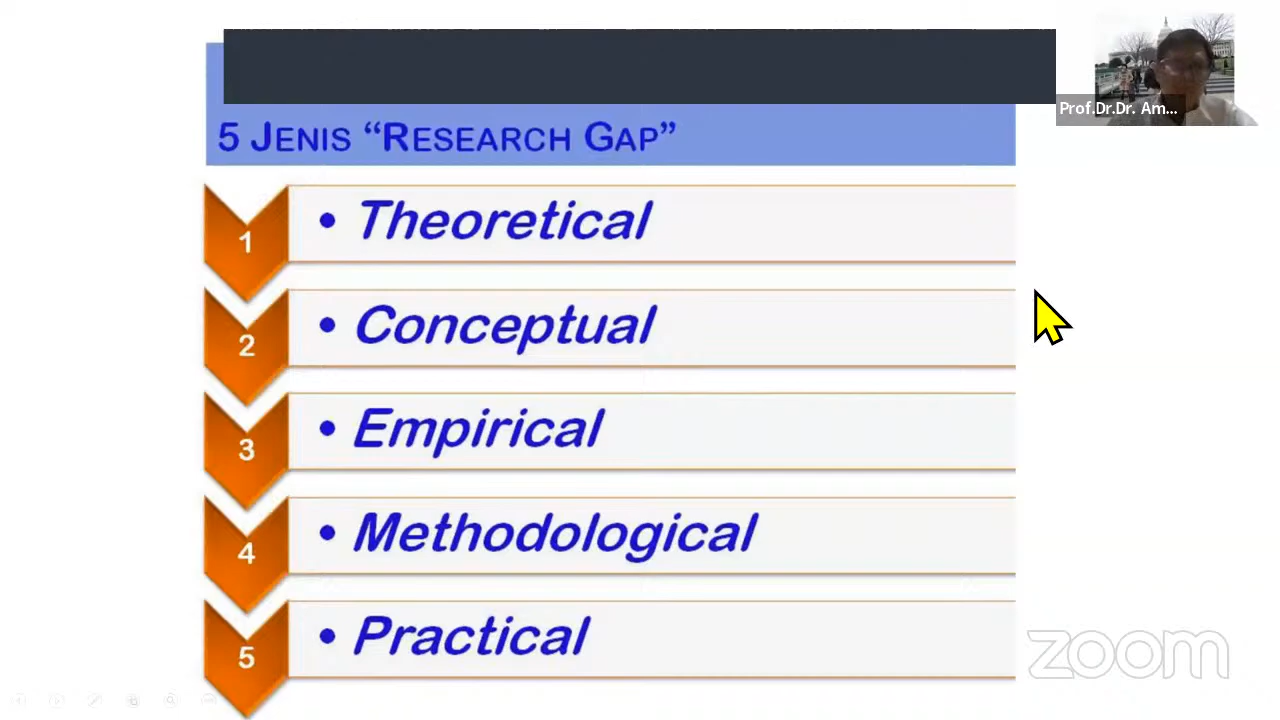 Prof.Dr.Dr. Am...
5 JENIS “RESEARCH GAP”
1
• Theoretical
2
• Conceptual
3
• Empirical
4
• Methodological
5
• Practical
zoom